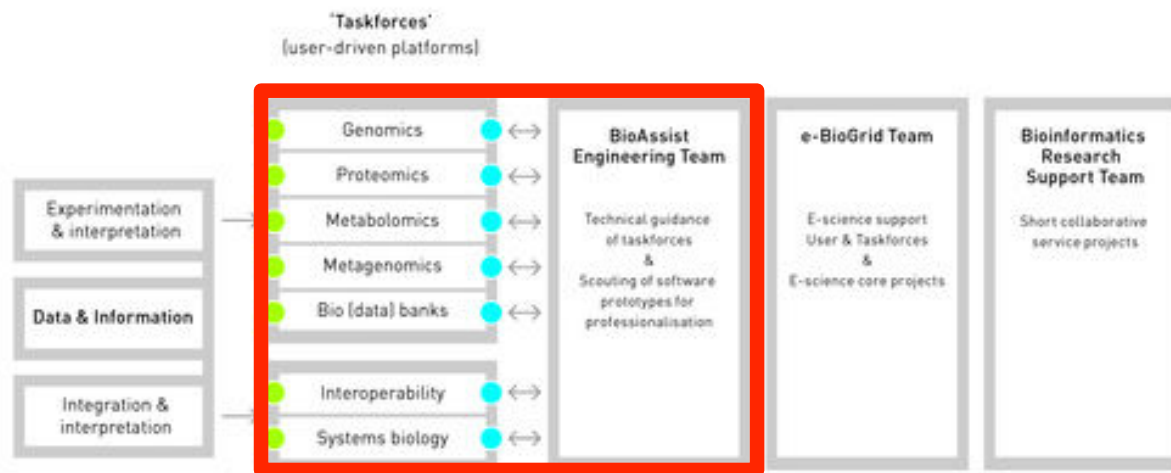 'Taskforces'
(user-driven platforms)
Experimentation
& interpretation
Data & Information
Integration &
interpretation
Genomics
Proteomics
Metabolomics
Metagenomics
Bio (data) banks
Interoperability
Systems biology
BioAssist
Engineering Team
Technical guidance
of taskforces
&
Scouting of software
prototypes for
professionalisation
e-BioGrid Team
E-science support
User & Taskforces
&
E-science core projects
Bioinformatics
Research
Support Team
Short collaborative
service projects